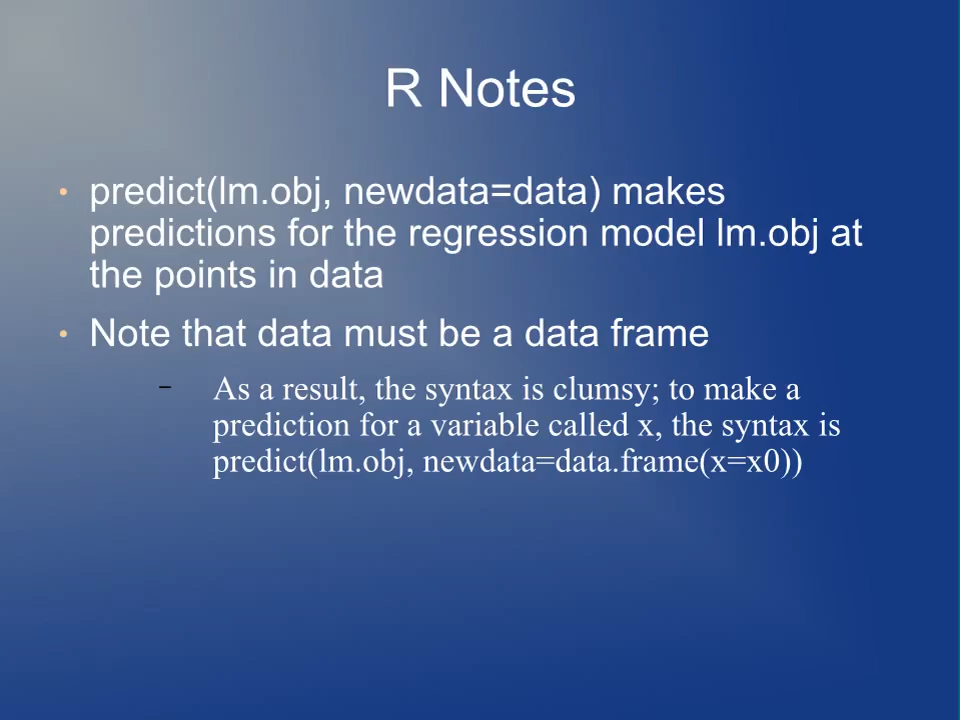 R Notes
• predict(lm.obj, newdata=data) makes
predictions for the regression model lm.obj at
the points in data
• Note that data must be a data frame
– As a result, the syntax is clumsy; to make a
prediction for a variable called x, the syntax is
predict(lm.obj, newdata=data.frame(x=x0))